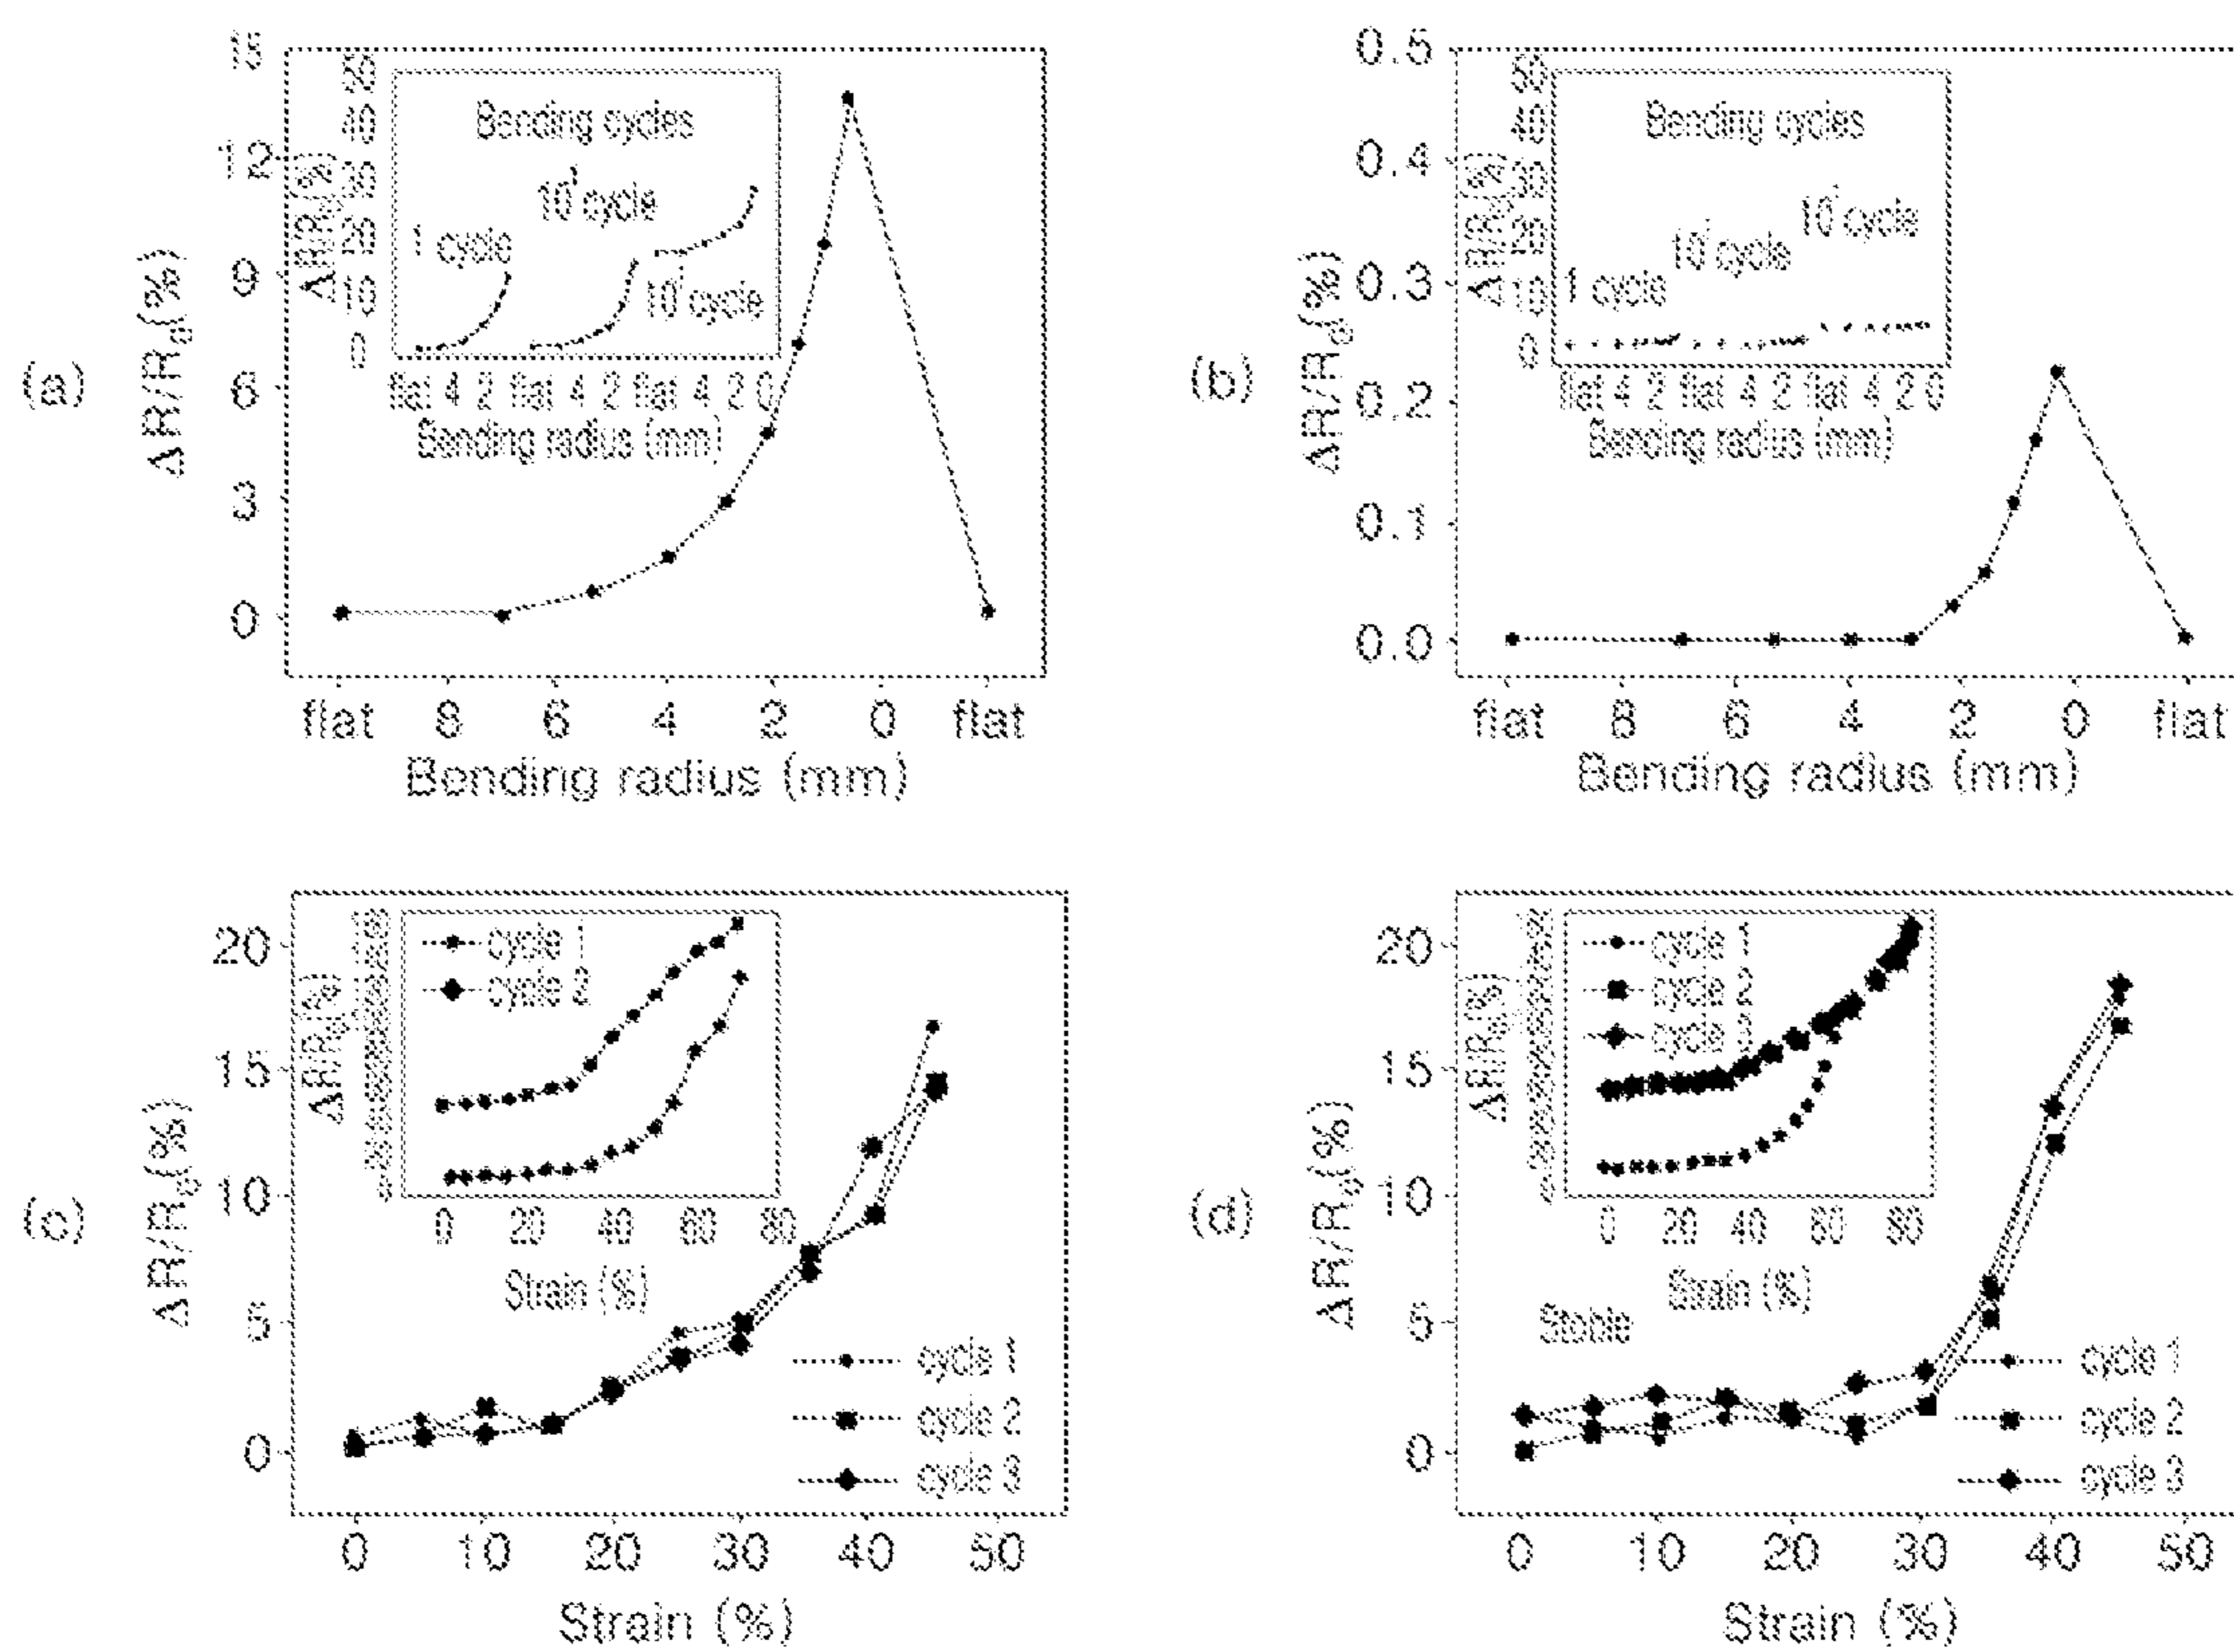 (a)
15
12
9
6
3
0
ΔR/R₀(%)
flat 8 6 4 2 0 flat
Bending radius (mm)
50
40
30
20
10
0
ΔR/R₀(%)
Bending cycles
1 cycle
cycle
cycle
flat 4 2 flat 4 2 flat 4 2 0
Bending radius (mm)
(b)
0.5
0.4
0.3
0.2
0.1
0.0
ΔR/R₀(%)
flat 8 6 4 2 0 flat
Bending radius (mm)
50
40
30
20
10
0
ΔR/R₀(%)
Bending cycles
1 cycle
cycle
cycle
flat 4 2 flat 4 2 flat 4 2 0
Bending radius (mm)
(c)
20
15
10
5
0
ΔR/R₀(%)
0 10 20 30 40 50
Strain (%)
cycle 1
cycle 2
cycle 3
ΔR/R₀(%)
cycle 1
cycle 2
0 20 40 60 80
Strain (%)
(d)
20
15
10
5
0
ΔR/R₀(%)
0 10 20 30 40 50
Strain (%)
Stable
cycle 1
cycle 2
cycle 3
ΔR/R₀(%)
cycle 1
cycle 2
cycle 3
0 20 40 60 80
Strain (%)